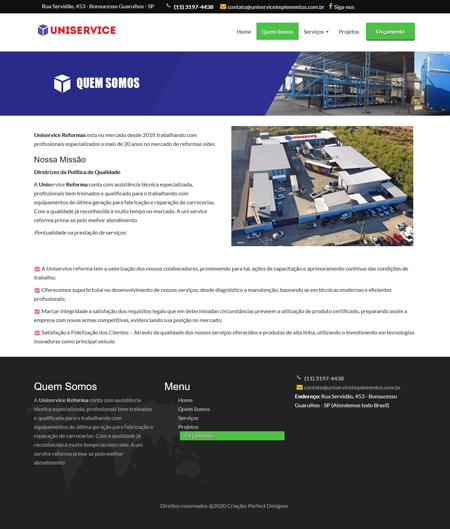 Rua Servidão, 453 - Bonsucesso Guarulhos - SP (11) 3197-4438 contato@uniserviceimplementos.com.br Siga-nos
UNISERVICE
Home Quem Somos Serviços Projetos Orçamento
QUEM SOMOS
Uniservice Reformas esta no mercado desde 2018 trabalhando com
profissionais especializados a mais de 20 anos no mercado de reformas sider.
Nossa Missão
Diretrizes da Política de Qualidade
A Uniservice Reforma conta com assistência técnica especializada,
profissionais bem treinados e qualificado para o trabalhando com
equipamentos de última geração para fabricação e reparação de carrocerias.
Com a qualidade já reconhecida à muito tempo no mercado. A uni service
reforma prima-se pelo melhor atendimento
Pontualidade na prestação de serviços:
A Uniservice reforma tem a valorização dos nossos colaboradores, promovendo para tal, ações de capacitação e aprimoramento contínuo das condições de
trabalho;
Oferecemos suporte total no desenvolvimento de nossos serviços, desde diagnóstico a manutenção, baseando se em técnicas modernas e eficientes
profissionais;
Marcar integridade a satisfação dos requisitos legais que em determinadas circunstâncias preveem a utilização de produto certificado, preparando assim a
empresa com novas armas competitivas, evidenciando sua posição no mercado;
Satisfação e Fidelização dos Clientes – Através da qualidade dos nossos serviços oferecidos e produtos de alta linha, utilizando o investimento em tecnologias
inovadoras como principal veículo
Quem Somos
A Uniservice Reforma conta com assistência
técnica especializada, profissionais bem treinados
e qualificado para o trabalhando com
equipamentos de última geração para fabricação e
reparação de carrocerias. Com a qualidade já
reconhecida à muito tempo no mercado. A uni
service reforma prima-se pelo melhor
atendimento
Menu
Home
Quem Somos
Serviços
Projetos
Orçamento
(11) 3197-4438
contato@uniserviceimplementos.com.br
Endereço: Rua Servidão, 453 - Bonsucesso
Guarulhos - SP (Atendemos todo Brasil)
Direitos reservados @2020 Criação: Perfect Designer